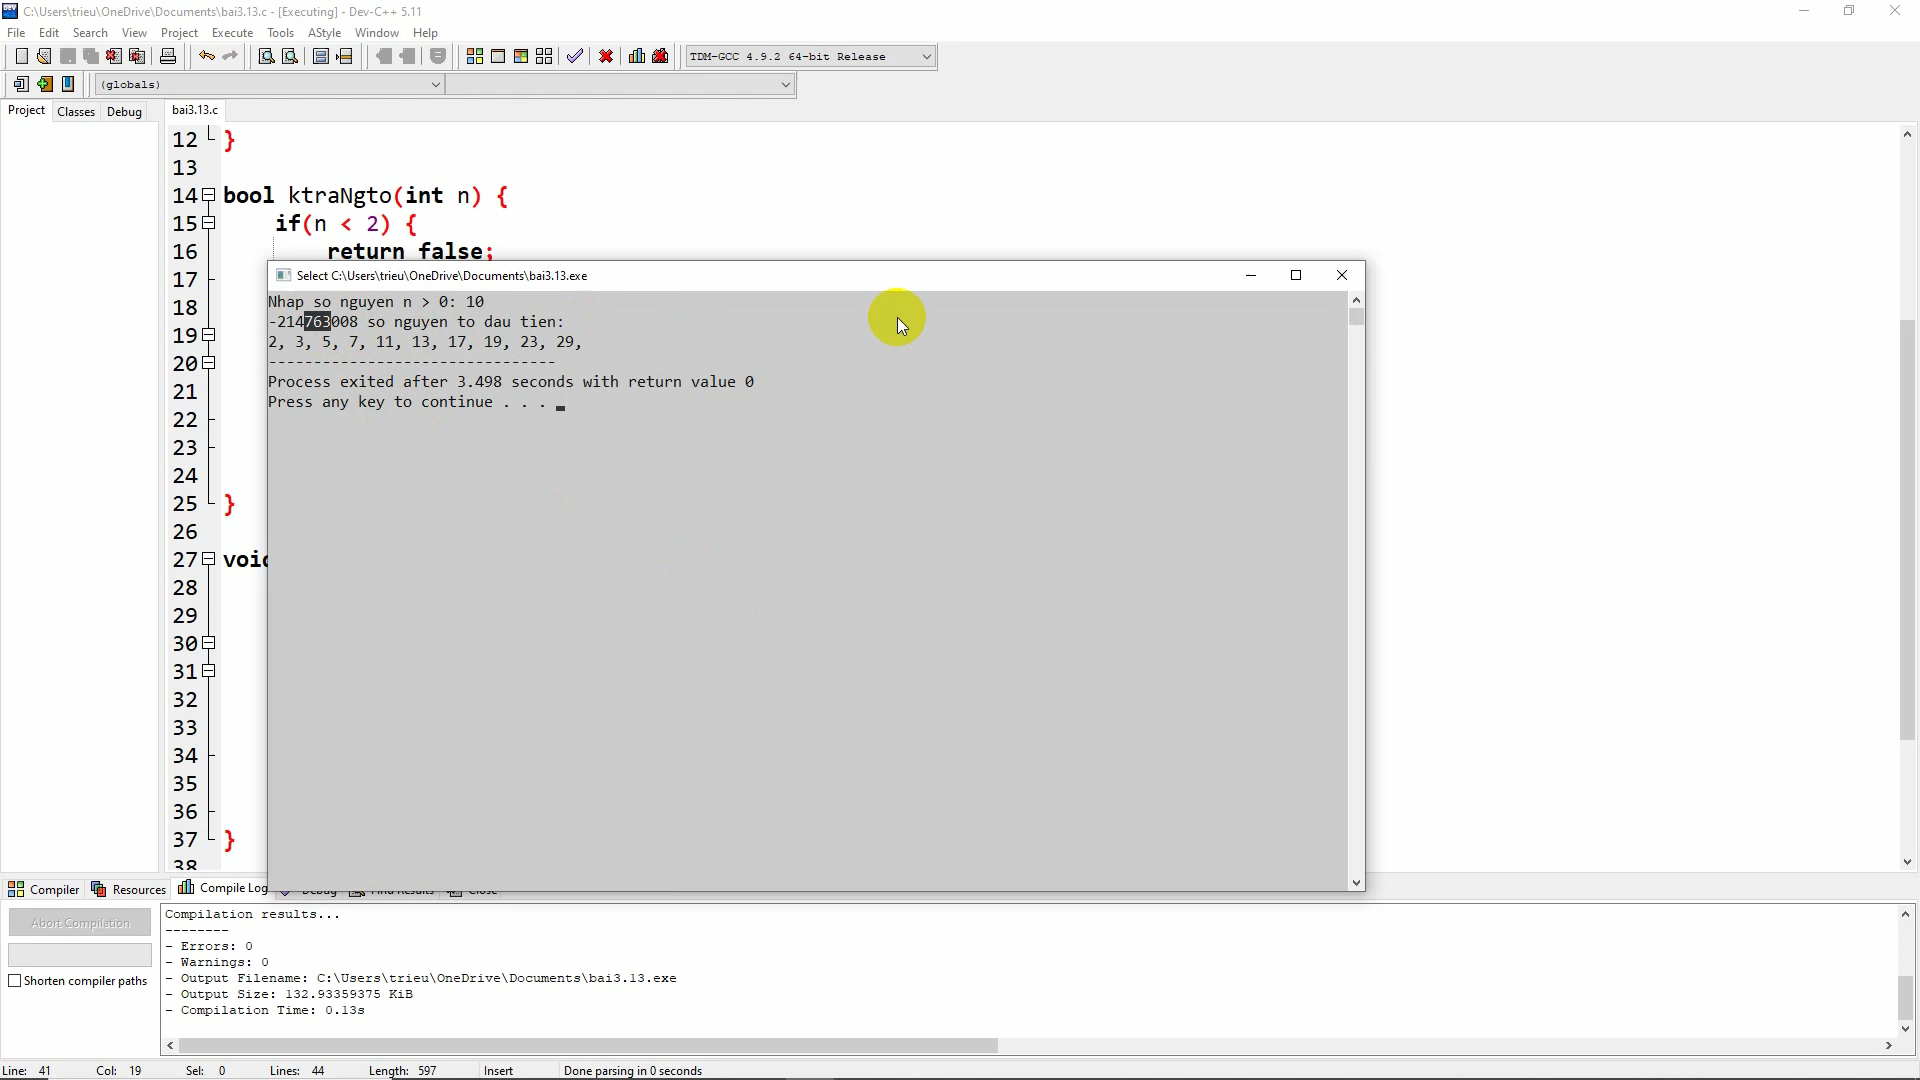 C:\Users\trieu\OneDrive\Documents\bai3.13.c - [Executing] - Dev-C++ 5.11
File Edit Search View Project Execute Tools AStyle Window Help
TDM-GCC 4.9.2 64-bit Release
(globals)
Project Classes Debug bai3.13.c
12 }
13
14 bool ktraNgto(int n) {
15 if(n < 2) {
16 return false;
17
18
19
20
21
22
23
24
25 }
26
27 void
28
29
30
31
32
33
34
35
36
37 }
38
Select C:\Users\trieu\OneDrive\Documents\bai3.13.exe
Nhap so nguyen n > 0: 10
-214763008 so nguyen to dau tien:
2, 3, 5, 7, 11, 13, 17, 19, 23, 29,
--------------------------------
Process exited after 3.498 seconds with return value 0
Press any key to continue . . .
Compiler Resources Compile Log Debug Find Results Close
Abort Compilation
Shorten compiler paths
Compilation results...
--------
- Errors: 0
- Warnings: 0
- Output Filename: C:\Users\trieu\OneDrive\Documents\bai3.13.exe
- Output Size: 132.93359375 KiB
- Compilation Time: 0.13s
Line: 41 Col: 19 Sel: 0 Lines: 44 Length: 597 Insert Done parsing in 0 seconds